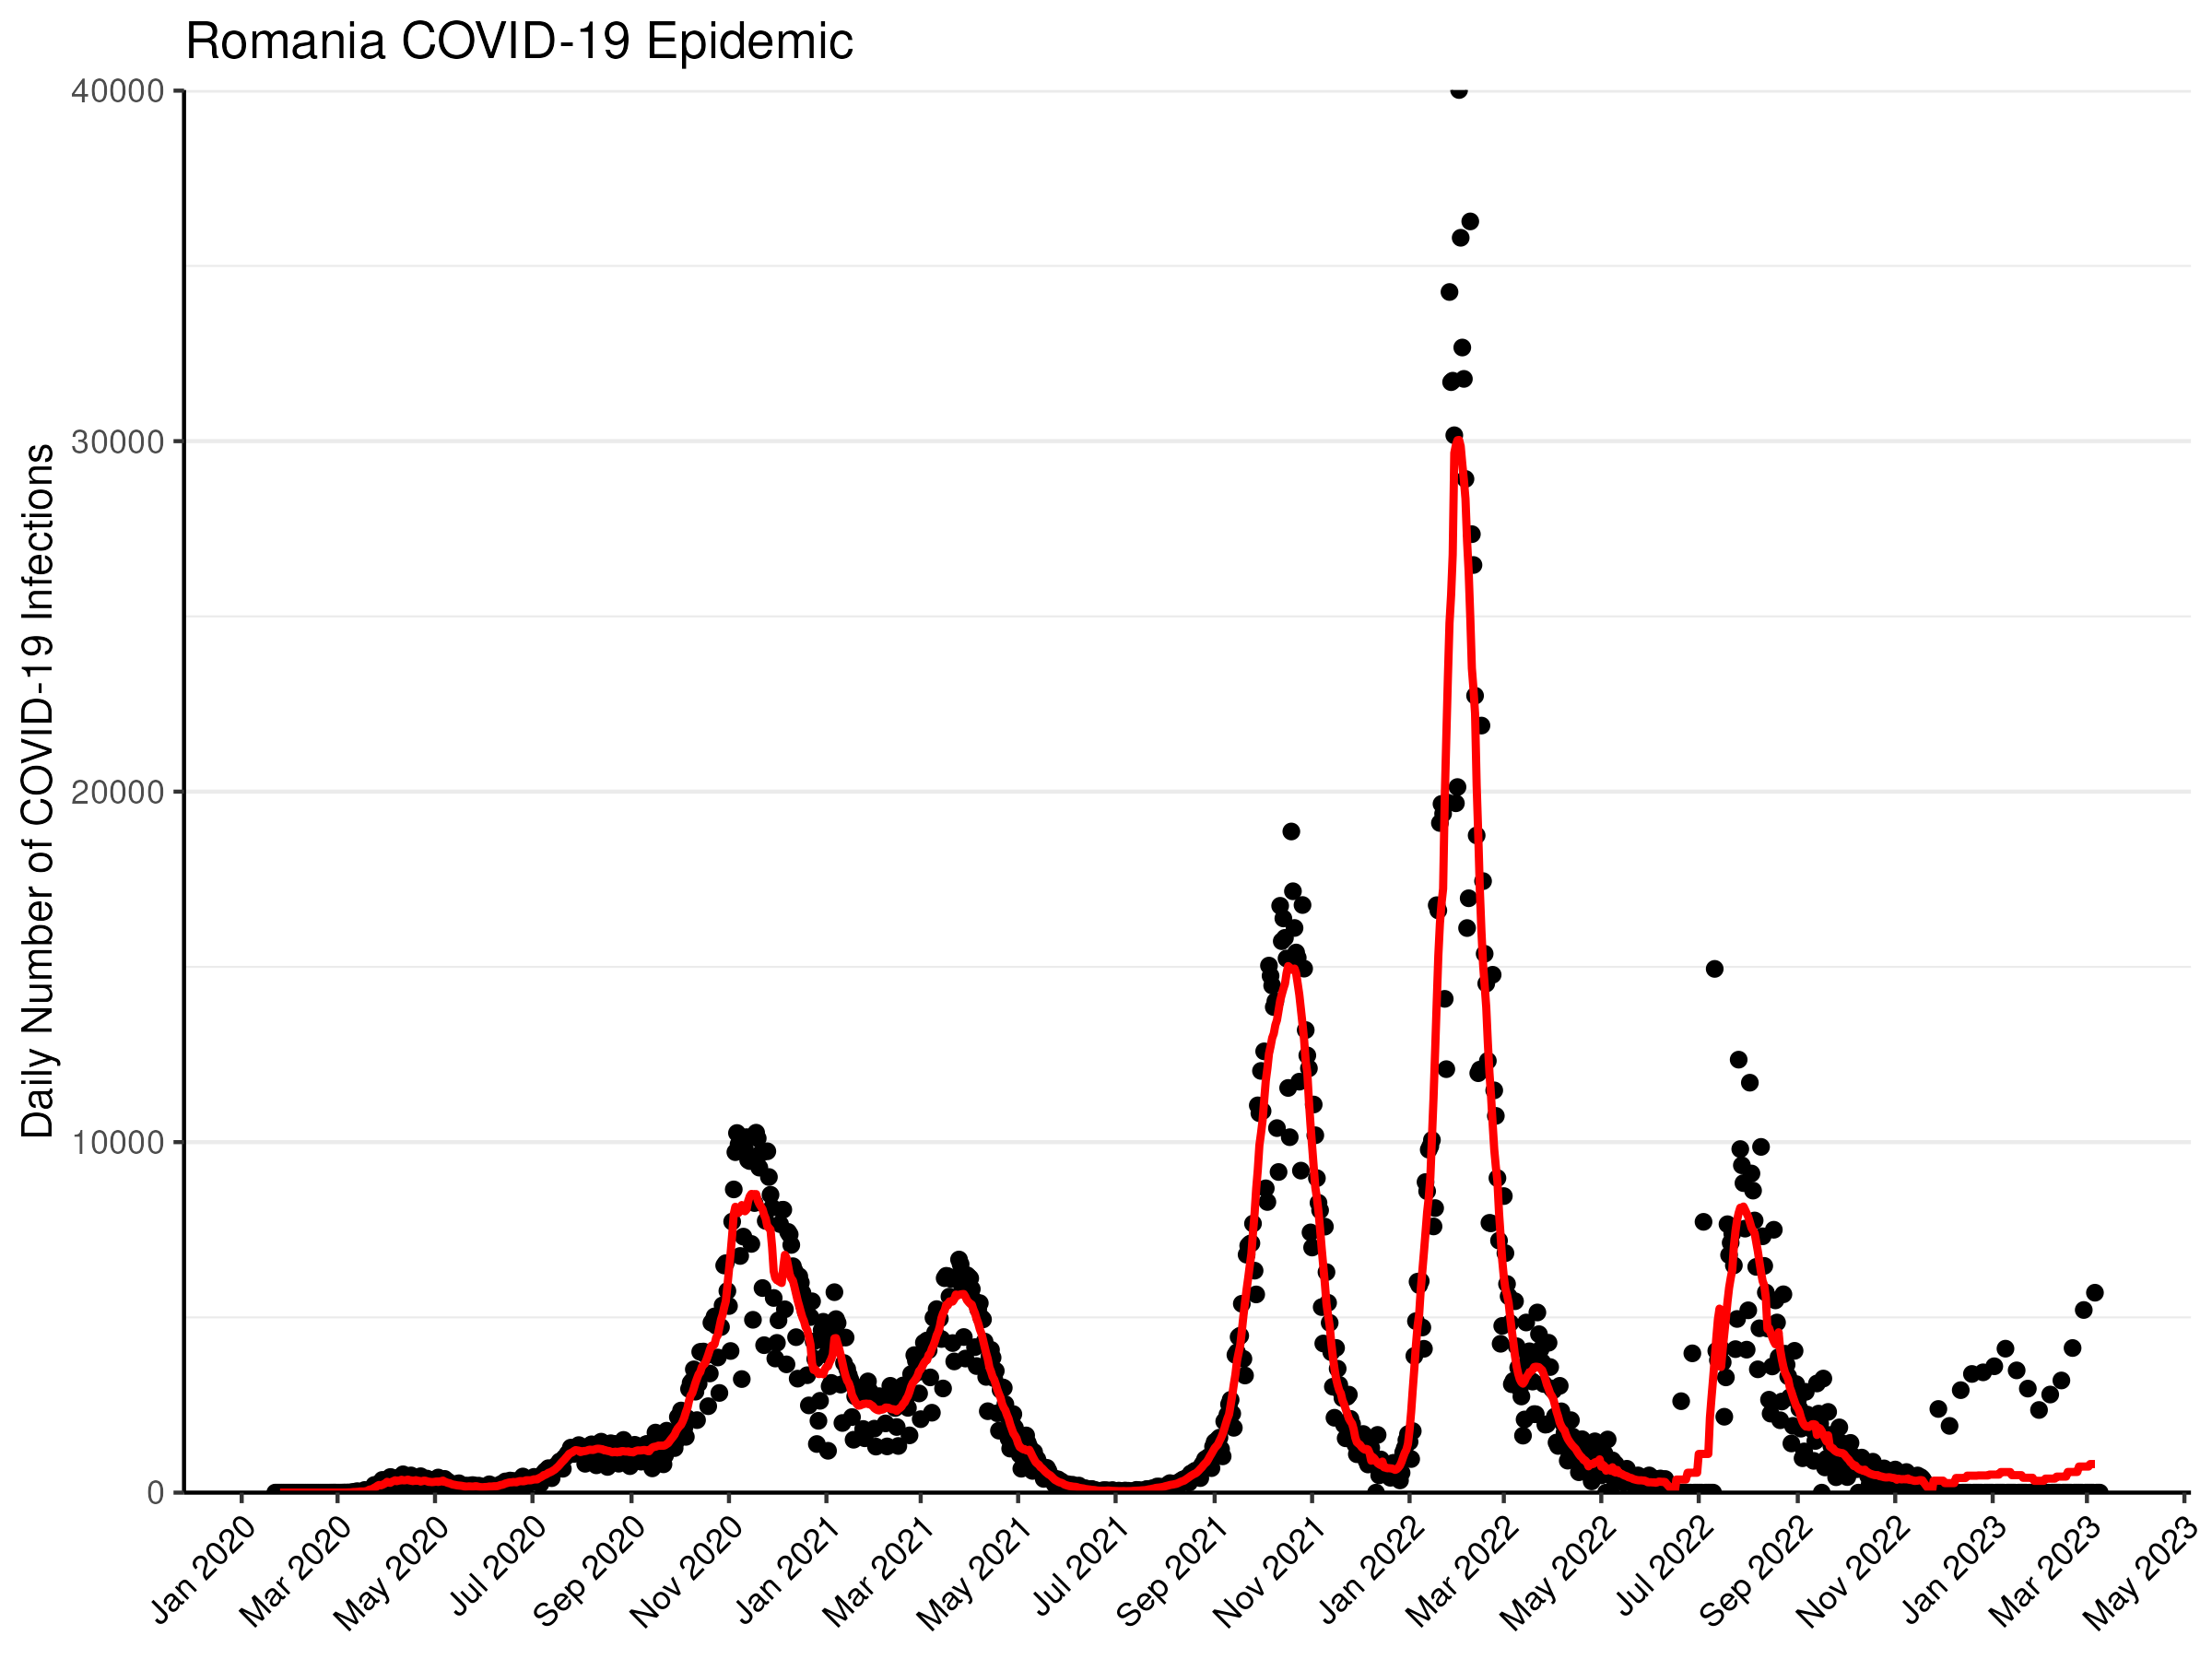 Romania COVID-19 Epidemic
Daily Number of COVID-19 Infections
40000
30000
20000
10000
0
Jan 2020
Mar 2020
May 2020
Jul 2020
Sep 2020
Nov 2020
Jan 2021
Mar 2021
May 2021
Jul 2021
Sep 2021
Nov 2021
Jan 2022
Mar 2022
May 2022
Jul 2022
Sep 2022
Nov 2022
Jan 2023
Mar 2023
May 2023